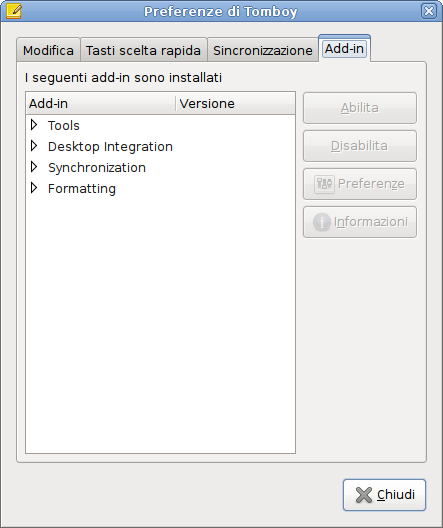 Preferenze di Tomboy
Modifica Tasti scelta rapida Sincronizzazione Add-in
I seguenti add-in sono installati
Add-in Versione
Tools
Desktop Integration
Synchronization
Formatting
Abilita
Disabilita
Preferenze
Informazioni
Chiudi